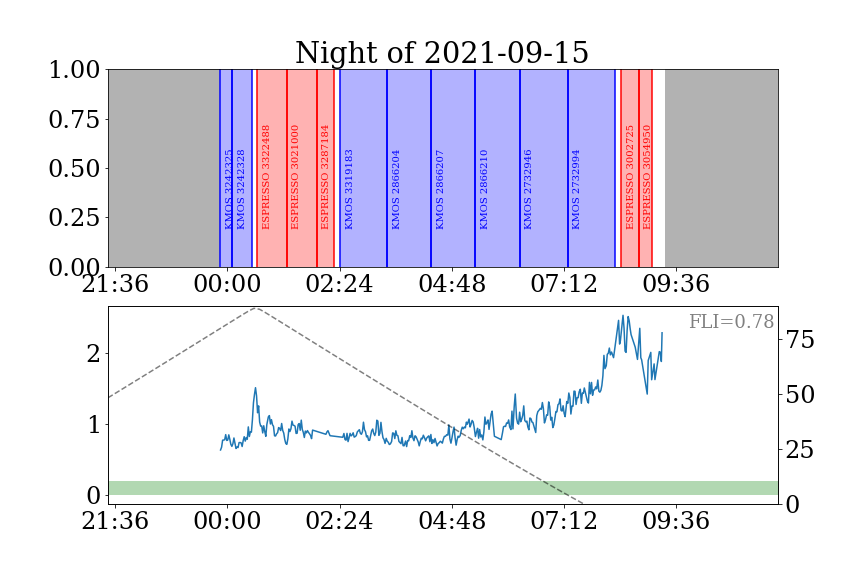 Night of 2021-09-15
1.00
0.75
0.50
0.25
0.00
KMOS 3242325
KMOS 3242328
ESPRESSO 3322488
ESPRESSO 3021000
ESPRESSO 3287184
KMOS 3319183
KMOS 2866204
KMOS 2866207
KMOS 2866210
KMOS 2732946
KMOS 2732994
ESPRESSO 3002725
ESPRESSO 3054950
21:36 00:00 02:24 04:48 07:12 09:36
FLI=0.78
2
1
0
75
50
25
0
21:36 00:00 02:24 04:48 07:12 09:36